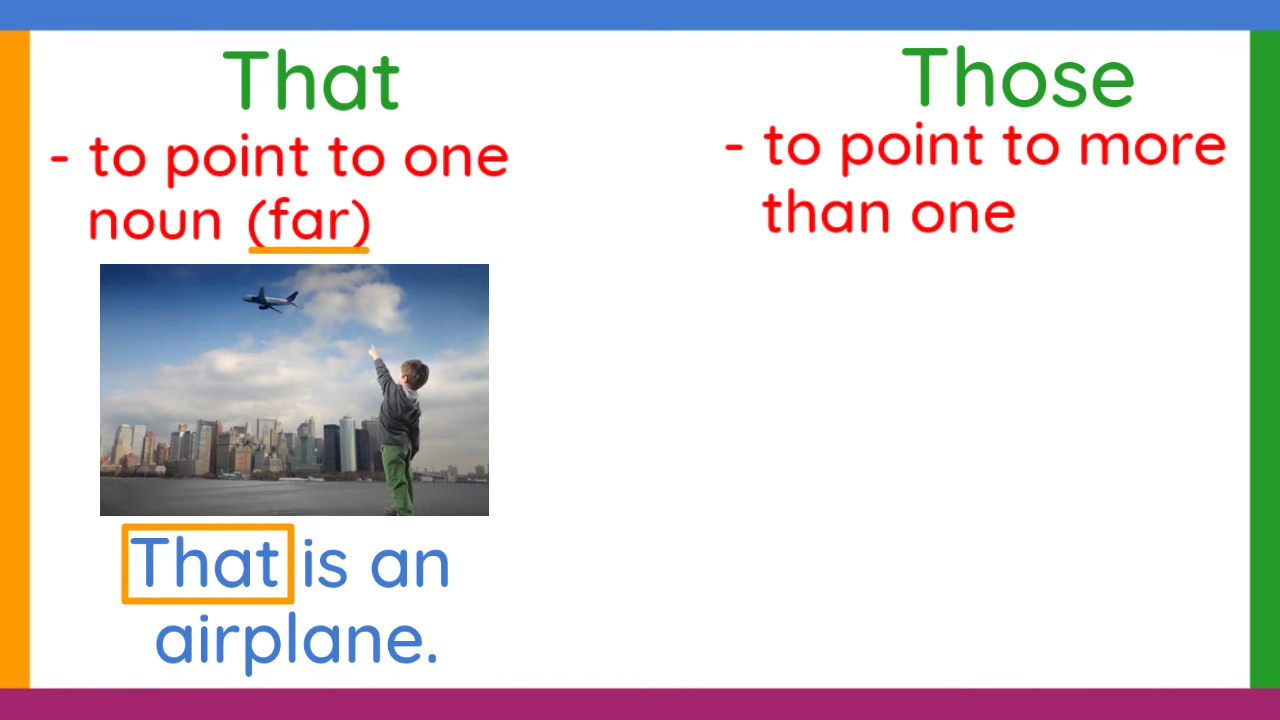 That
- to point to one
noun (far)
That is an
airplane.
Those
- to point to more
than one